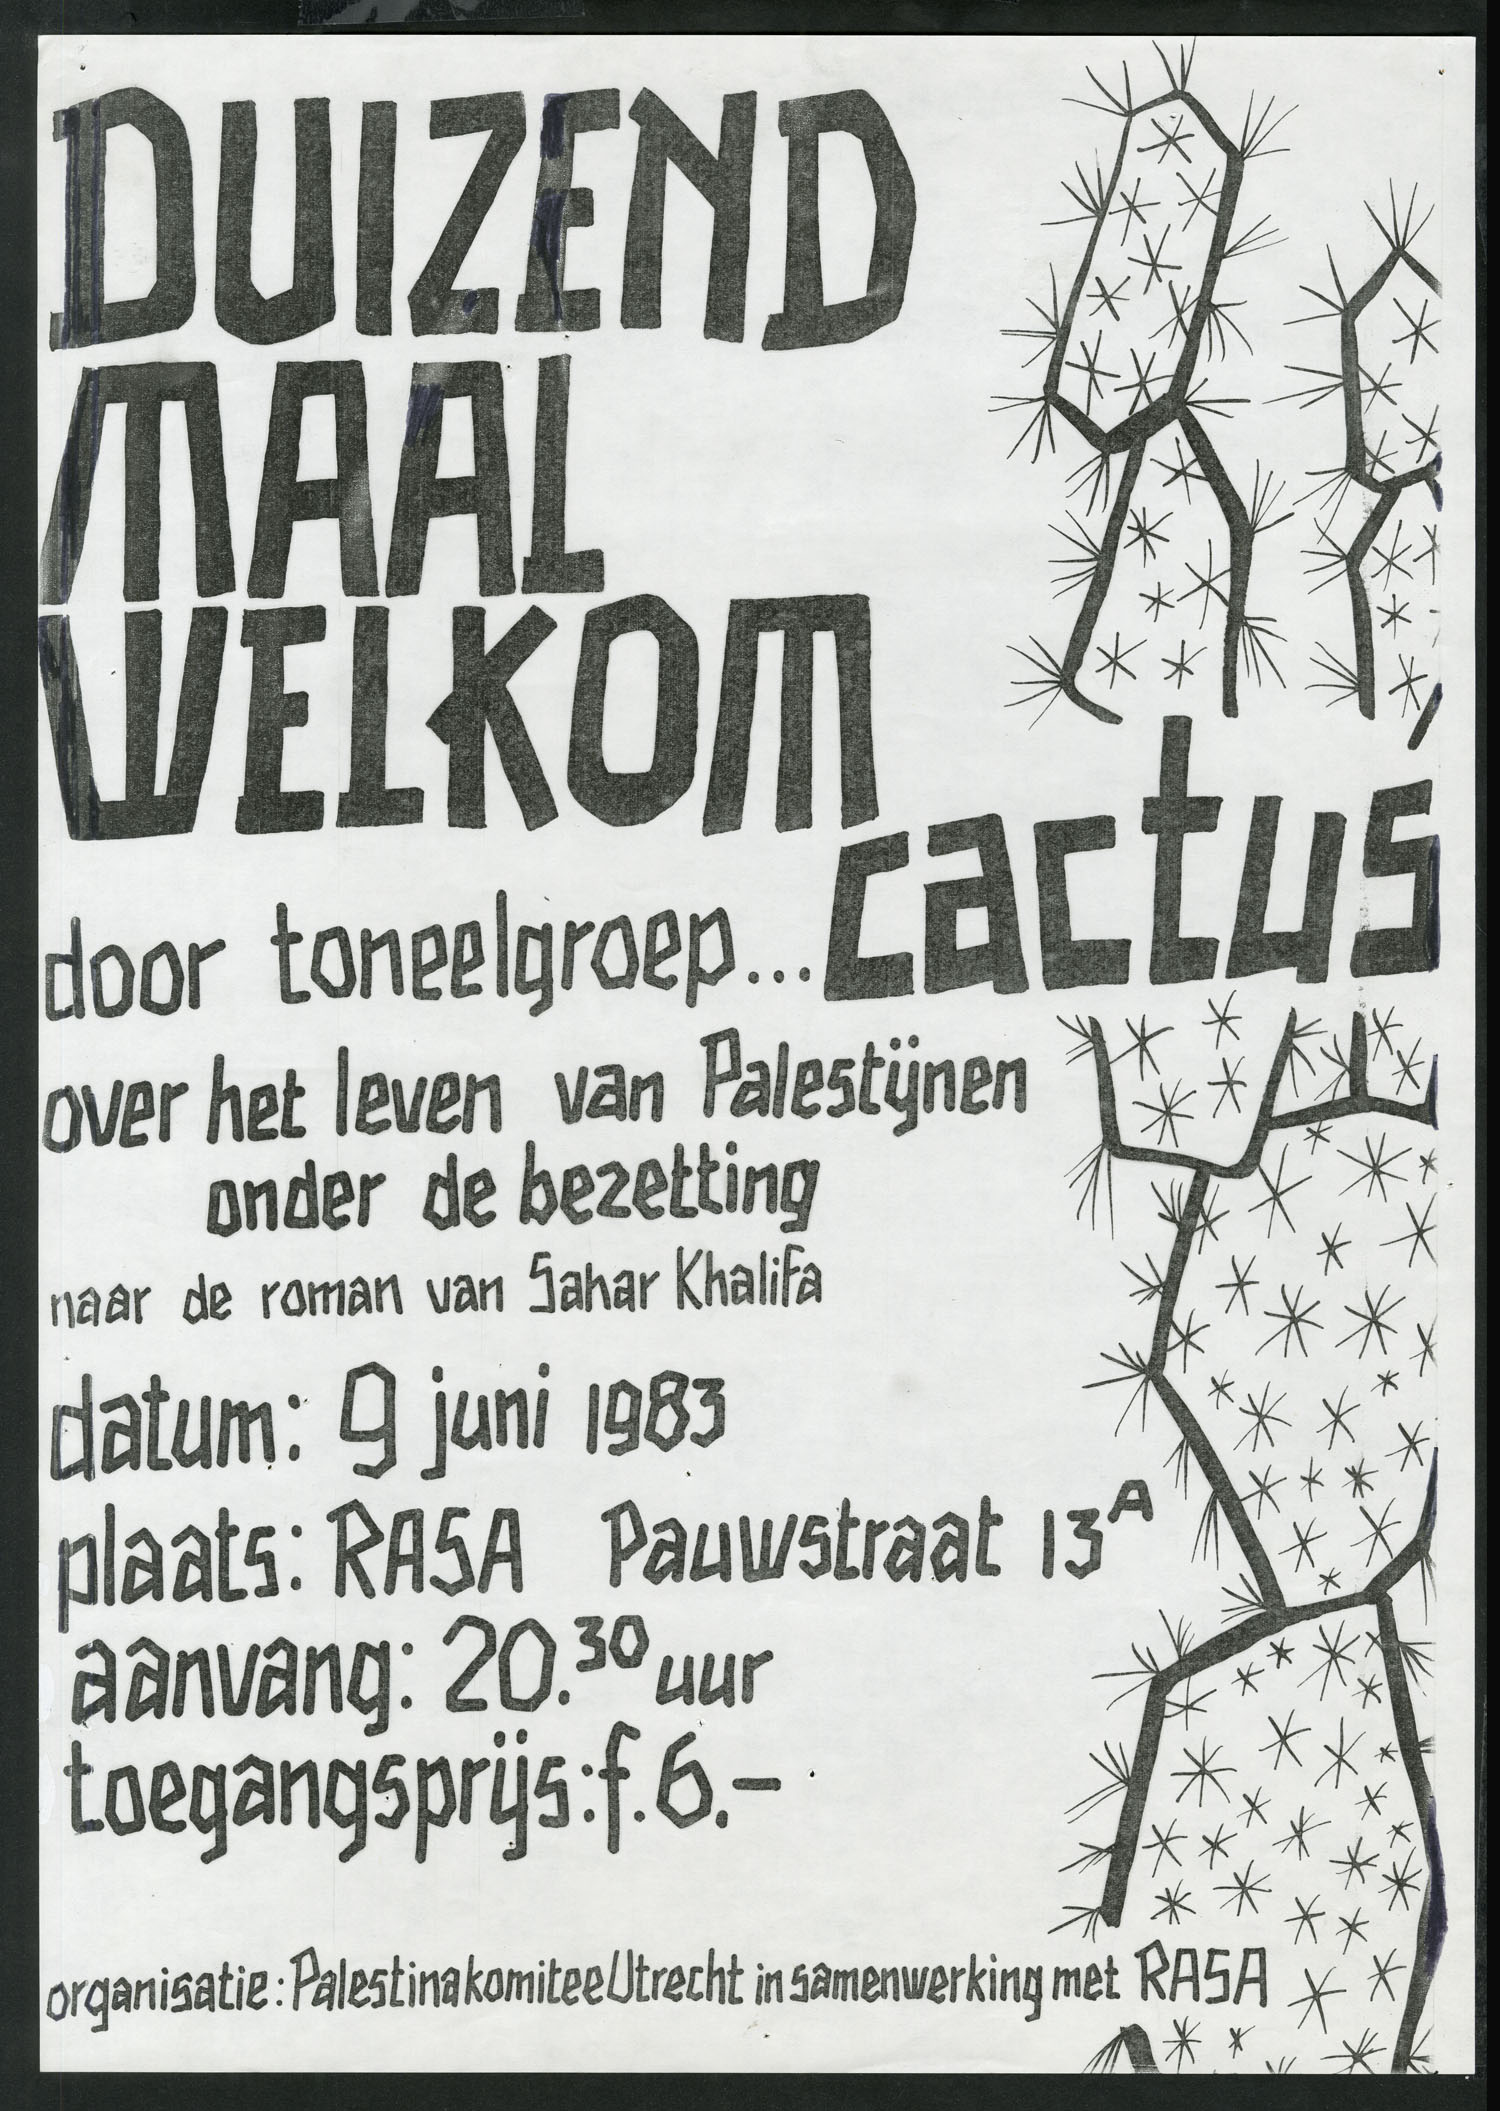 DUIZEND
MAAL
WELKOM
door toneelgroep... cactus
over het leven van Palestijnen
onder de bezetting
naar de roman van Sahar Khalifa
datum: 9 juni 1983
plaats: RASA Pauwstraat 13A
aanvang: 20.30 uur
toegangsprijs: f. 6.-
organisatie: Palestinakomitee Utrecht in samenwerking met RASA